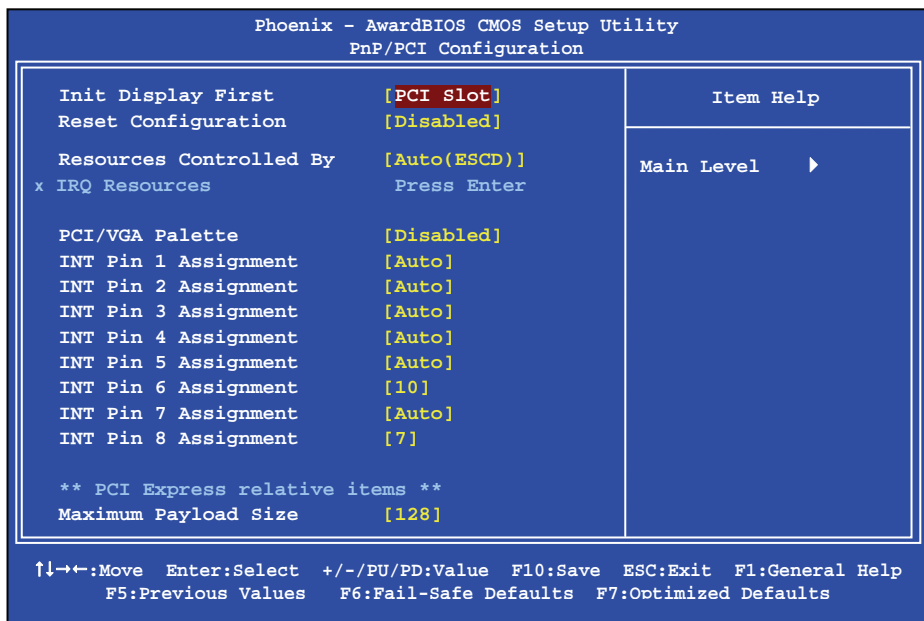 Phoenix – AwardBIOS CMOS Setup Utility
PnP/PCI Configuration
Init Display First [PCI Slot]
Reset Configuration [Disabled]
Resources Controlled By [Auto(ESCD)]
x IRQ Resources Press Enter
PCI/VGA Palette [Disabled]
INT Pin 1 Assignment [Auto]
INT Pin 2 Assignment [Auto]
INT Pin 3 Assignment [Auto]
INT Pin 4 Assignment [Auto]
INT Pin 5 Assignment [Auto]
INT Pin 6 Assignment [10]
INT Pin 7 Assignment [Auto]
INT Pin 8 Assignment [7]
** PCI Express relative items **
Maximum Payload Size [128]
Item Help
Main Level ▶
↑↓→←:Move Enter:Select +/-/PU/PD:Value F10:Save ESC:Exit F1:General Help
F5:Previous Values F6:Fail-Safe Defaults F7:Optimized Defaults